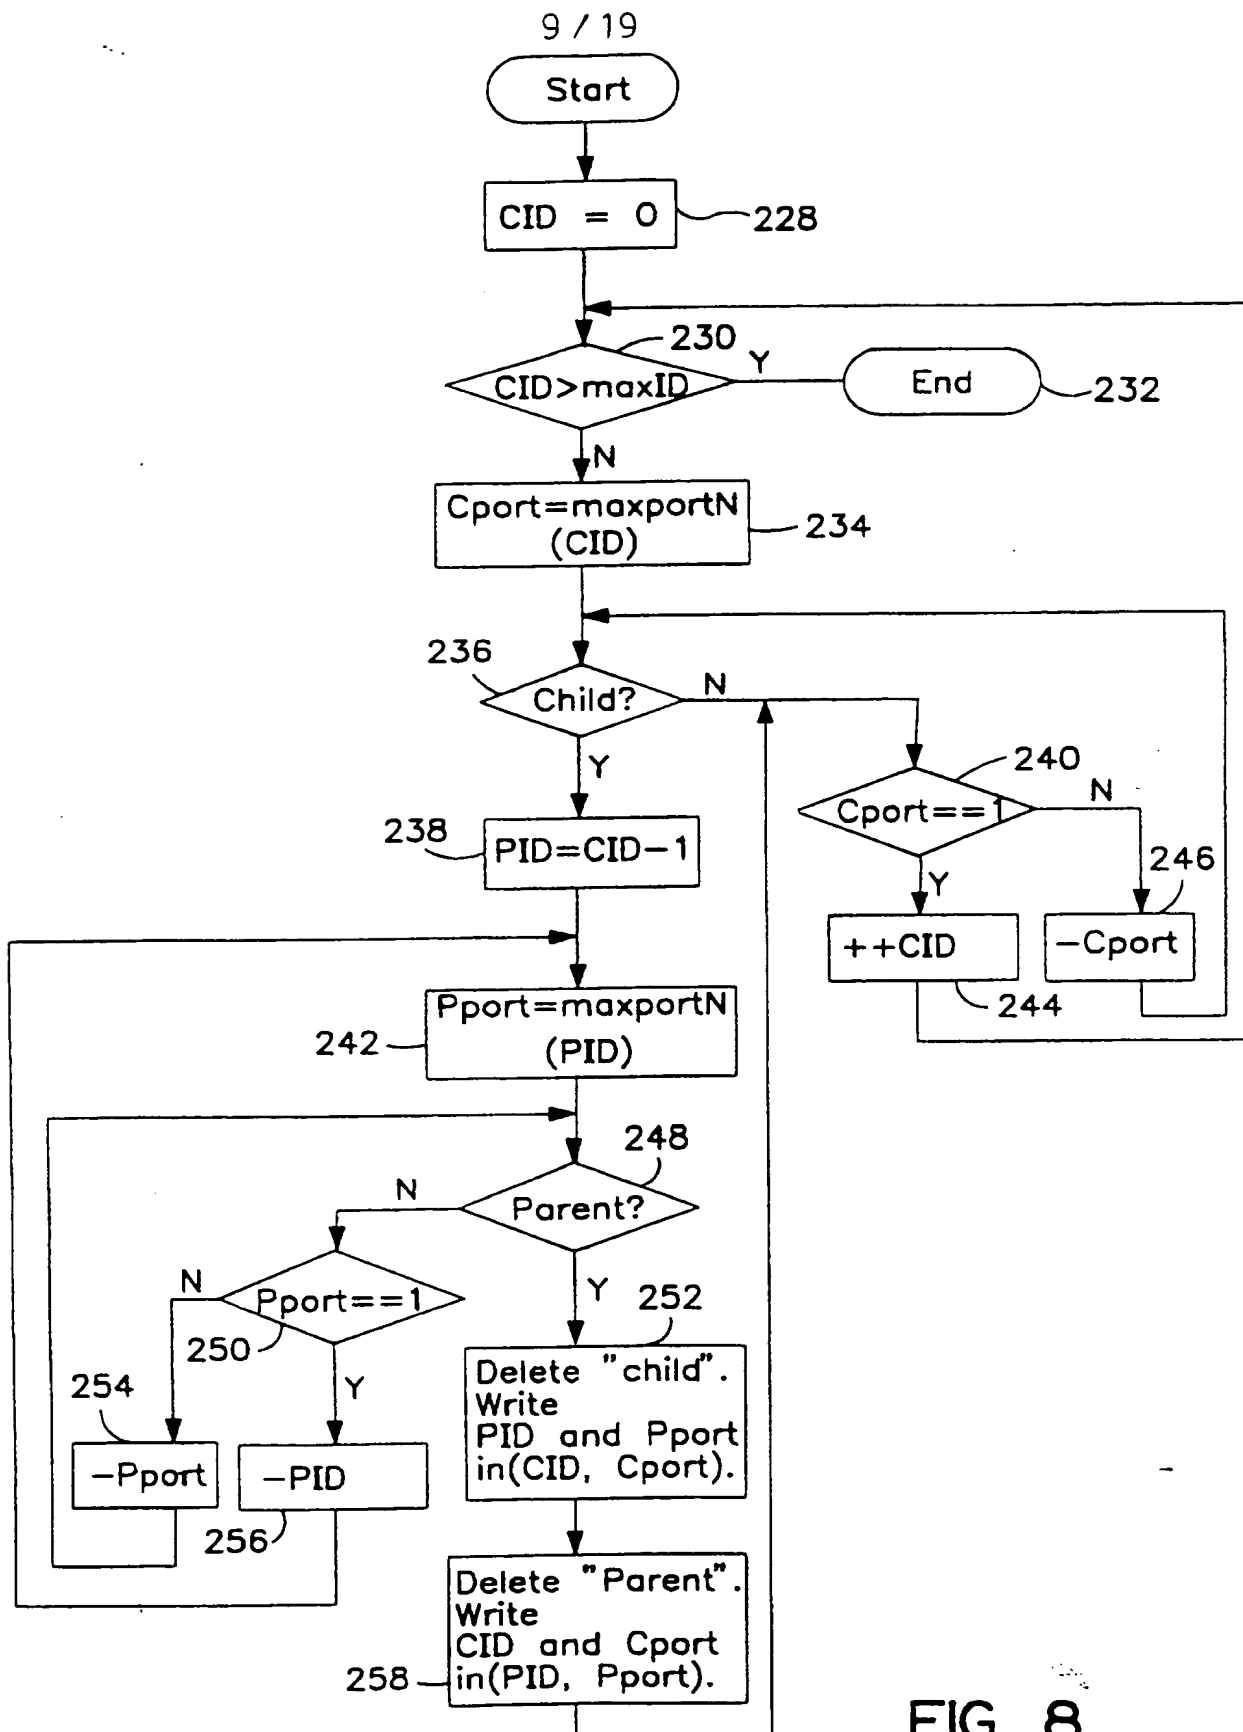 9 / 19
Start
CID = 0
228
230
CID>maxID
Y
End
232
N
Cport=maxportN
(CID)
234
236
Child?
N
Y
240
Cport==1
N
238
PID=CID-1
Y
246
++CID
-Cport
244
Pport=maxportN
(PID)
242
248
Parent?
N
Y
N
Pport==1
250
252
Y
254
Delete "child".
Write
PID and Pport
in(CID, Cport).
-Pport
-PID
256
Delete "Parent".
Write
CID and Cport
in(PID, Pport).
258
FIG. 8